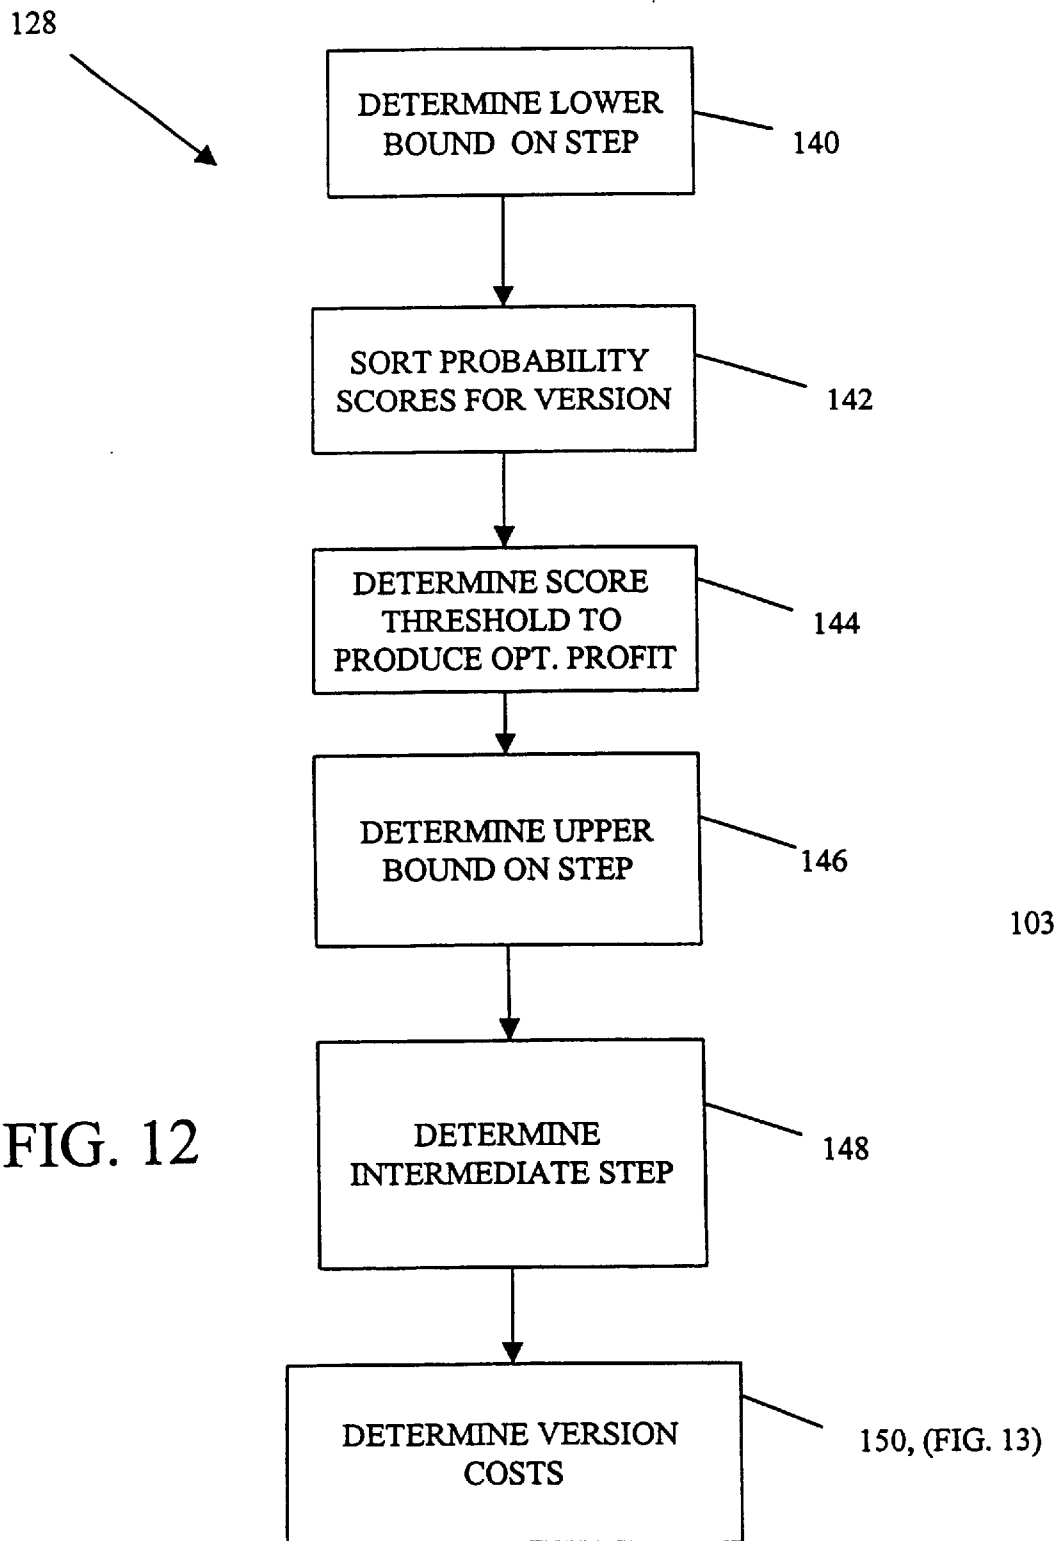 128
DETERMINE LOWER
BOUND ON STEP
140
SORT PROBABILITY
SCORES FOR VERSION
142
DETERMINE SCORE
THRESHOLD TO
PRODUCE OPT. PROFIT
144
DETERMINE UPPER
BOUND ON STEP
146
103
FIG. 12
DETERMINE
INTERMEDIATE STEP
148
DETERMINE VERSION
COSTS
150, (FIG. 13)